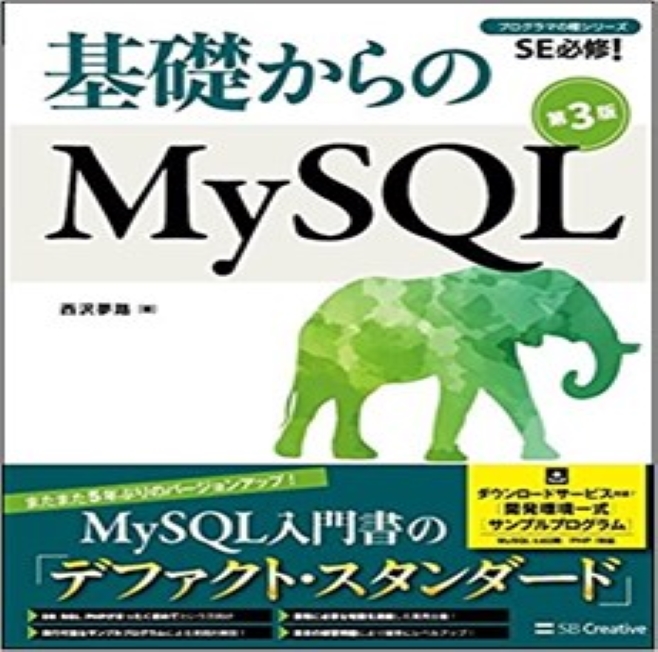 プログラマの種シリーズ
SE必修!
基礎からの
第3版
MySQL
西沢夢路 [著]
またまた5年ぶりのバージョンアップ!
MySQL入門書の
「デファクト・スタンダード」
ダウンロードサービス
[開発環境一式]
[サンプルプログラム]
SB Creative